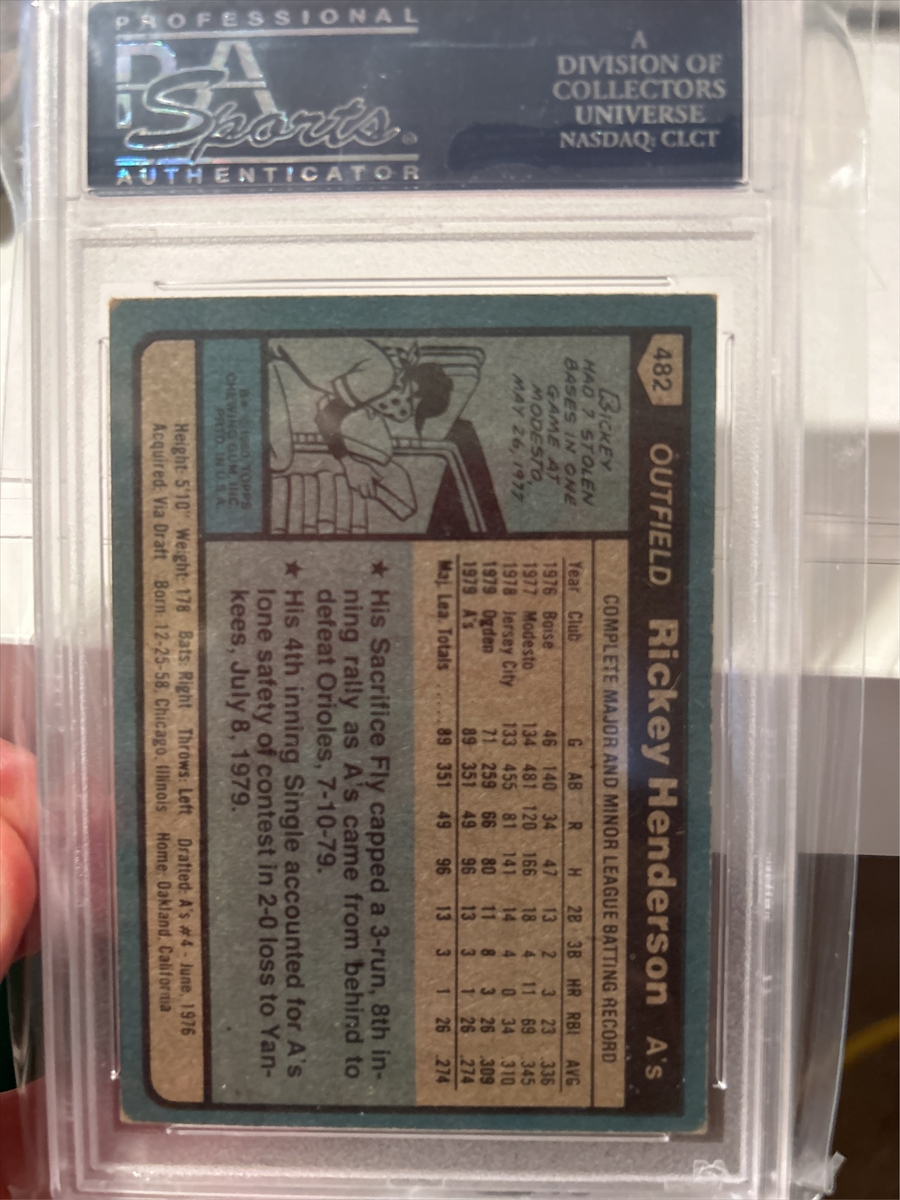 PROFESSIONAL
PSA
Sports
AUTHENTICATOR
A
DIVISION OF
COLLECTORS
UNIVERSE
NASDAQ: CLCT
482 OUTFIELD Rickey Henderson A's
RICKEY
HAD 7 STOLEN
BASES IN ONE
GAME AT
MODESTO,
MAY 26, 1977
B* © 1980 TOPPS
CHEWING GUM, INC.
PRTD. IN U.S.A.
COMPLETE MAJOR AND MINOR LEAGUE BATTING RECORD
Year Club G AB R H 2B 3B HR RBI AVG
1976 Boise 46 140 34 47 13 2 3 23 .336
1977 Modesto 134 481 120 166 18 4 11 69 .345
1978 Jersey City 133 455 81 141 14 4 0 34 .310
1979 Ogden 71 259 66 80 11 8 3 26 .309
1979 A's 89 351 49 96 13 3 1 26 .274
Maj. Lea. Totals ..... 89 351 49 96 13 3 1 26 .274
★ His Sacrifice Fly capped a 3-run, 8th in-
ning rally as A's came from behind to
defeat Orioles, 7-10-79.
★ His 4th inning Single accounted for A's
lone safety of contest in 2-0 loss to Yan-
kees, July 8, 1979.
Height: 5'10" Weight: 178 Bats: Right Throws: Left Drafted: A's #4 - June, 1976
Acquired: Via Draft Born: 12-25-58, Chicago, Illinois Home: Oakland, California